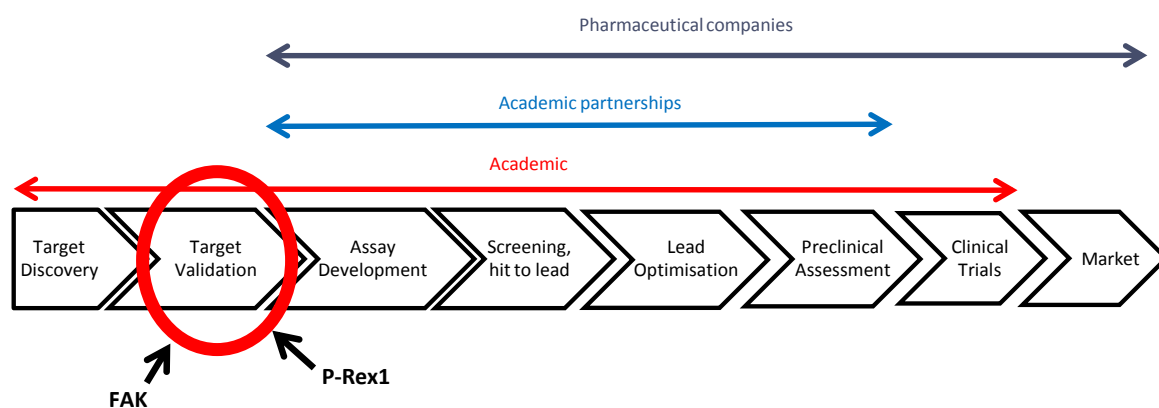 Pharmaceutical companies
Academic partnerships
Academic
Target
Discovery
Target
Validation
Assay
Development
Screening,
hit to lead
Lead
Optimisation
Preclinical
Assessment
Clinical
Trials
Market
P-Rex1
FAK